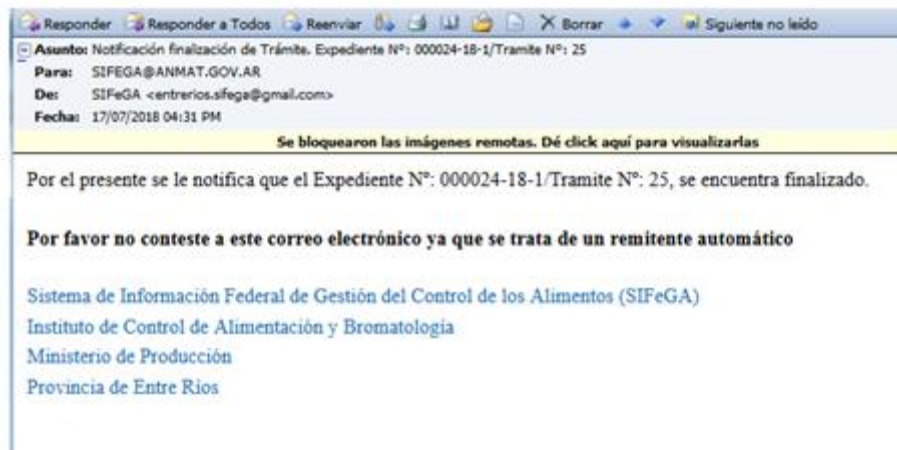 Responder Responder a Todos Reenviar Borrar Siguiente no leído
Asunto: Notificación finalización de Trámite. Expediente Nº: 000024-18-1/Tramite Nº: 25
Para: SIFEGA@ANMAT.GOV.AR
De: SIFeGA <entrerios.sifega@gmail.com>
Fecha: 17/07/2018 04:31 PM
Se bloquearon las imágenes remotas. Dé click aquí para visualizarlas
Por el presente se le notifica que el Expediente Nº: 000024-18-1/Tramite Nº: 25, se encuentra finalizado.
Por favor no conteste a este correo electrónico ya que se trata de un remitente automático
Sistema de Información Federal de Gestión del Control de los Alimentos (SIFeGA)
Instituto de Control de Alimentación y Bromatología
Ministerio de Producción
Provincia de Entre Ríos